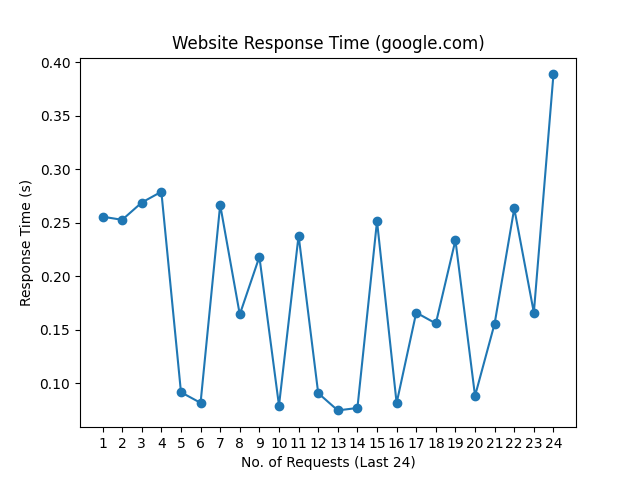 Website Response Time (google.com)
Response Time (s)
0.40
0.35
0.30
0.25
0.20
0.15
0.10
1 2 3 4 5 6 7 8 9 10 11 12 13 14 15 16 17 18 19 20 21 22 23 24
No. of Requests (Last 24)